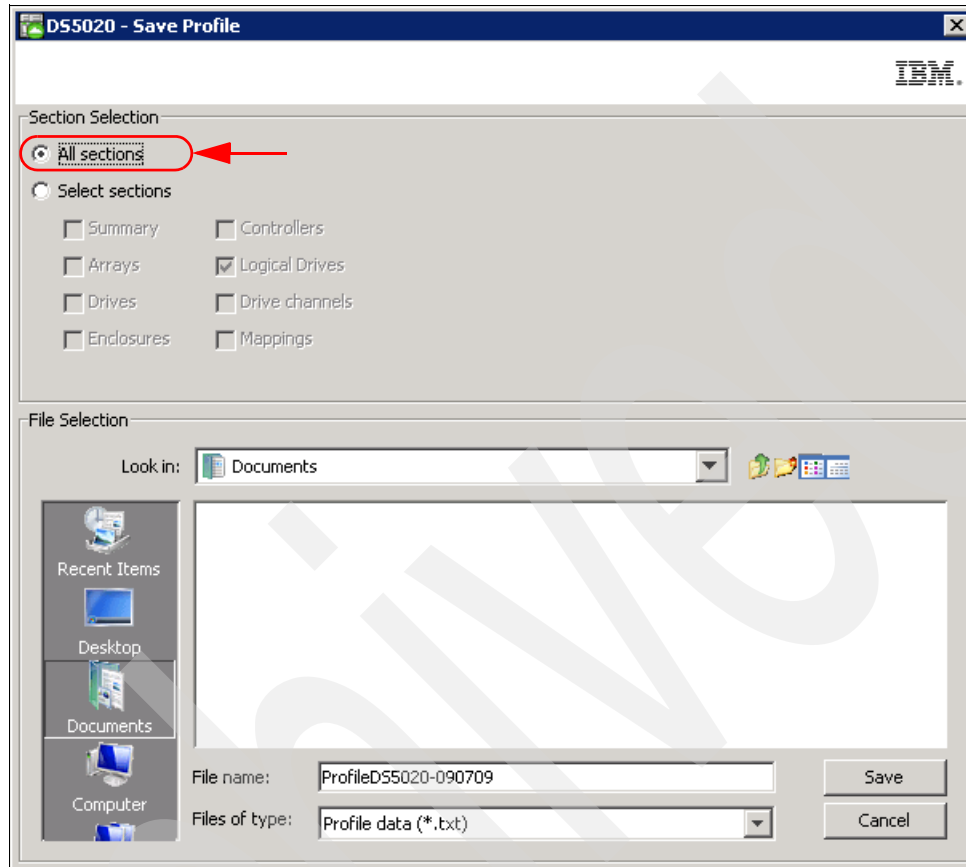 DS5020 - Save Profile
IBM.
Section Selection
All sections
Select sections
Summary Controllers
Arrays Logical Drives
Drives Drive channels
Enclosures Mappings
File Selection
Look in: Documents
Recent Items
Desktop
Documents
Computer
File name: ProfileDS5020-090709 Save
Files of type: Profile data (*.txt) Cancel